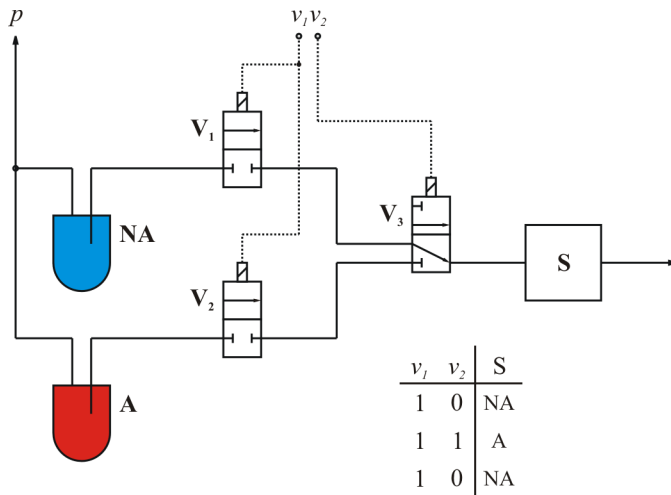 p
v₁ v₂
V₁
V₃
NA
S
V₂
A
v₁ v₂ S
1 0 NA
1 1 A
1 0 NA